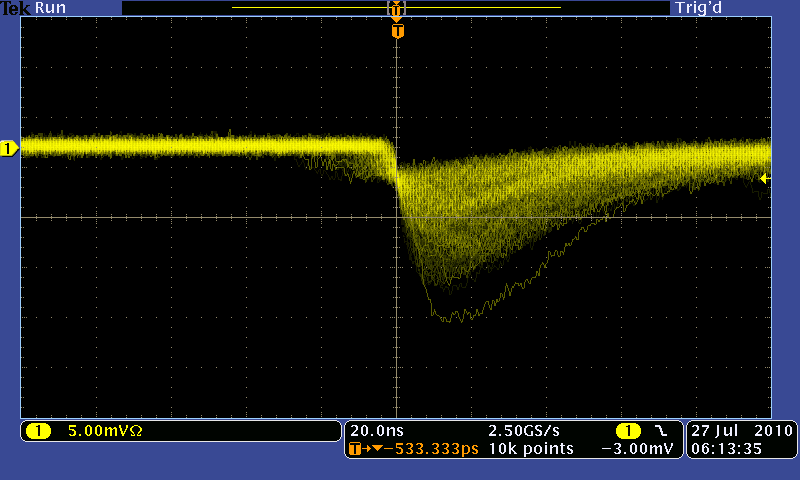 Tek Run Trig'd
T
T
1
1 5.00mVΩ 20.0ns 2.50GS/s 1 27 Jul 2010
T→▼−533.333ps 10k points −3.00mV 06:13:35